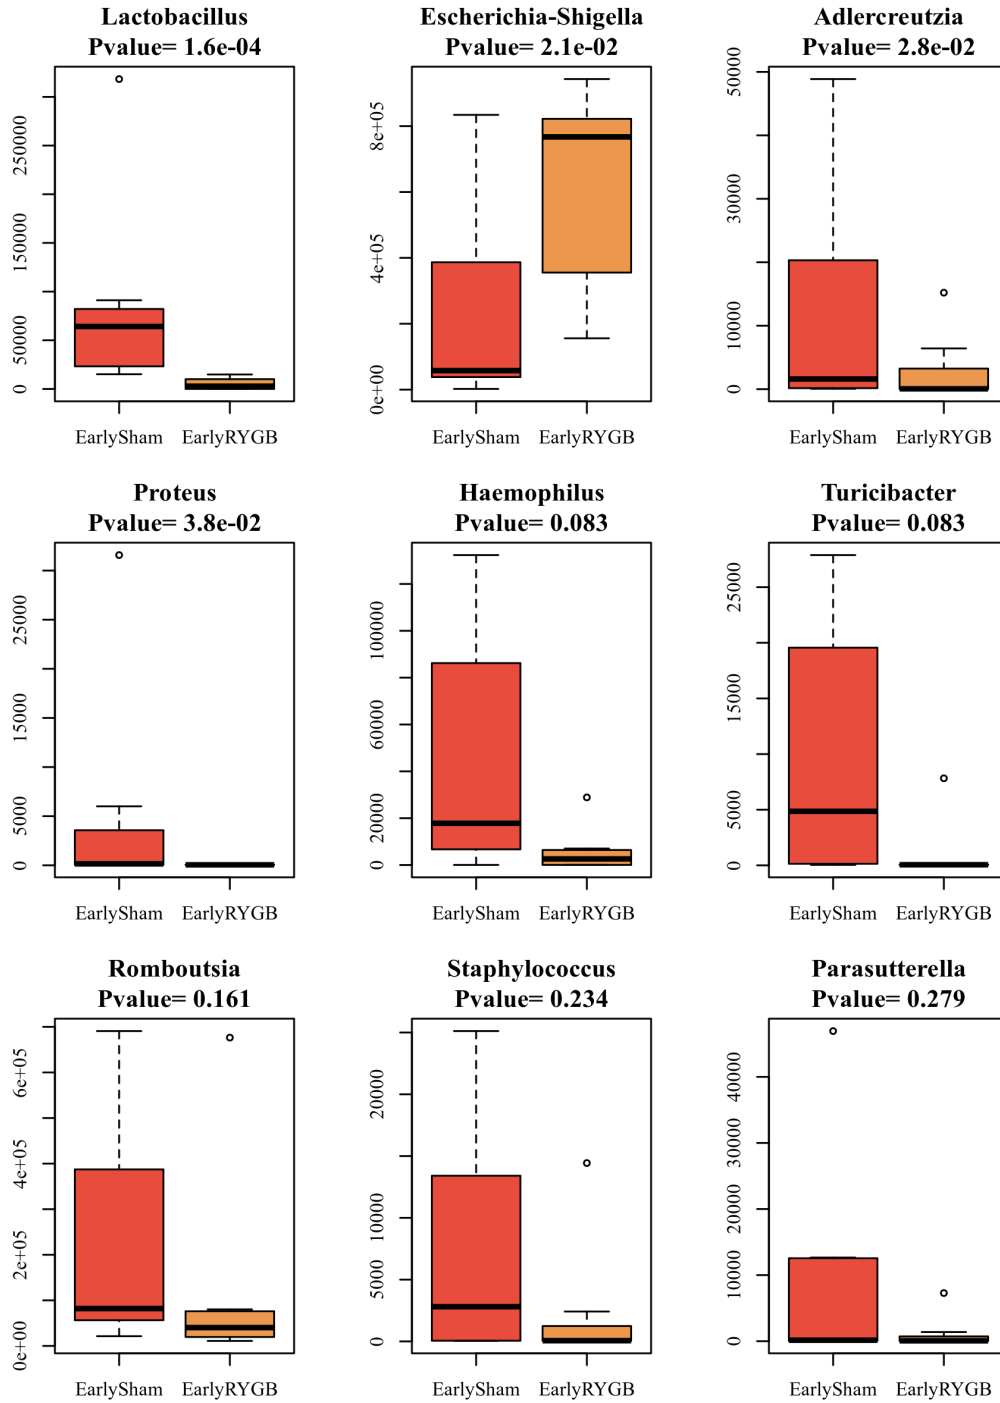 Lactobacillus
Pvalue= 1.6e-04
250000
150000
50000
0
EarlySham EarlyRYGB
Escherichia-Shigella
Pvalue= 2.1e-02
8e+05
4e+05
0e+00
EarlySham EarlyRYGB
Adlercreutzia
Pvalue= 2.8e-02
50000
30000
10000
0
EarlySham EarlyRYGB
Proteus
Pvalue= 3.8e-02
25000
15000
5000
0
EarlySham EarlyRYGB
Haemophilus
Pvalue= 0.083
100000
60000
20000
0
EarlySham EarlyRYGB
Turicibacter
Pvalue= 0.083
25000
15000
5000
0
EarlySham EarlyRYGB
Romboutsia
Pvalue= 0.161
6e+05
4e+05
2e+05
0e+00
EarlySham EarlyRYGB
Staphylococcus
Pvalue= 0.234
20000
10000
5000
0
EarlySham EarlyRYGB
Parasutterella
Pvalue= 0.279
40000
30000
20000
10000
0
EarlySham EarlyRYGB